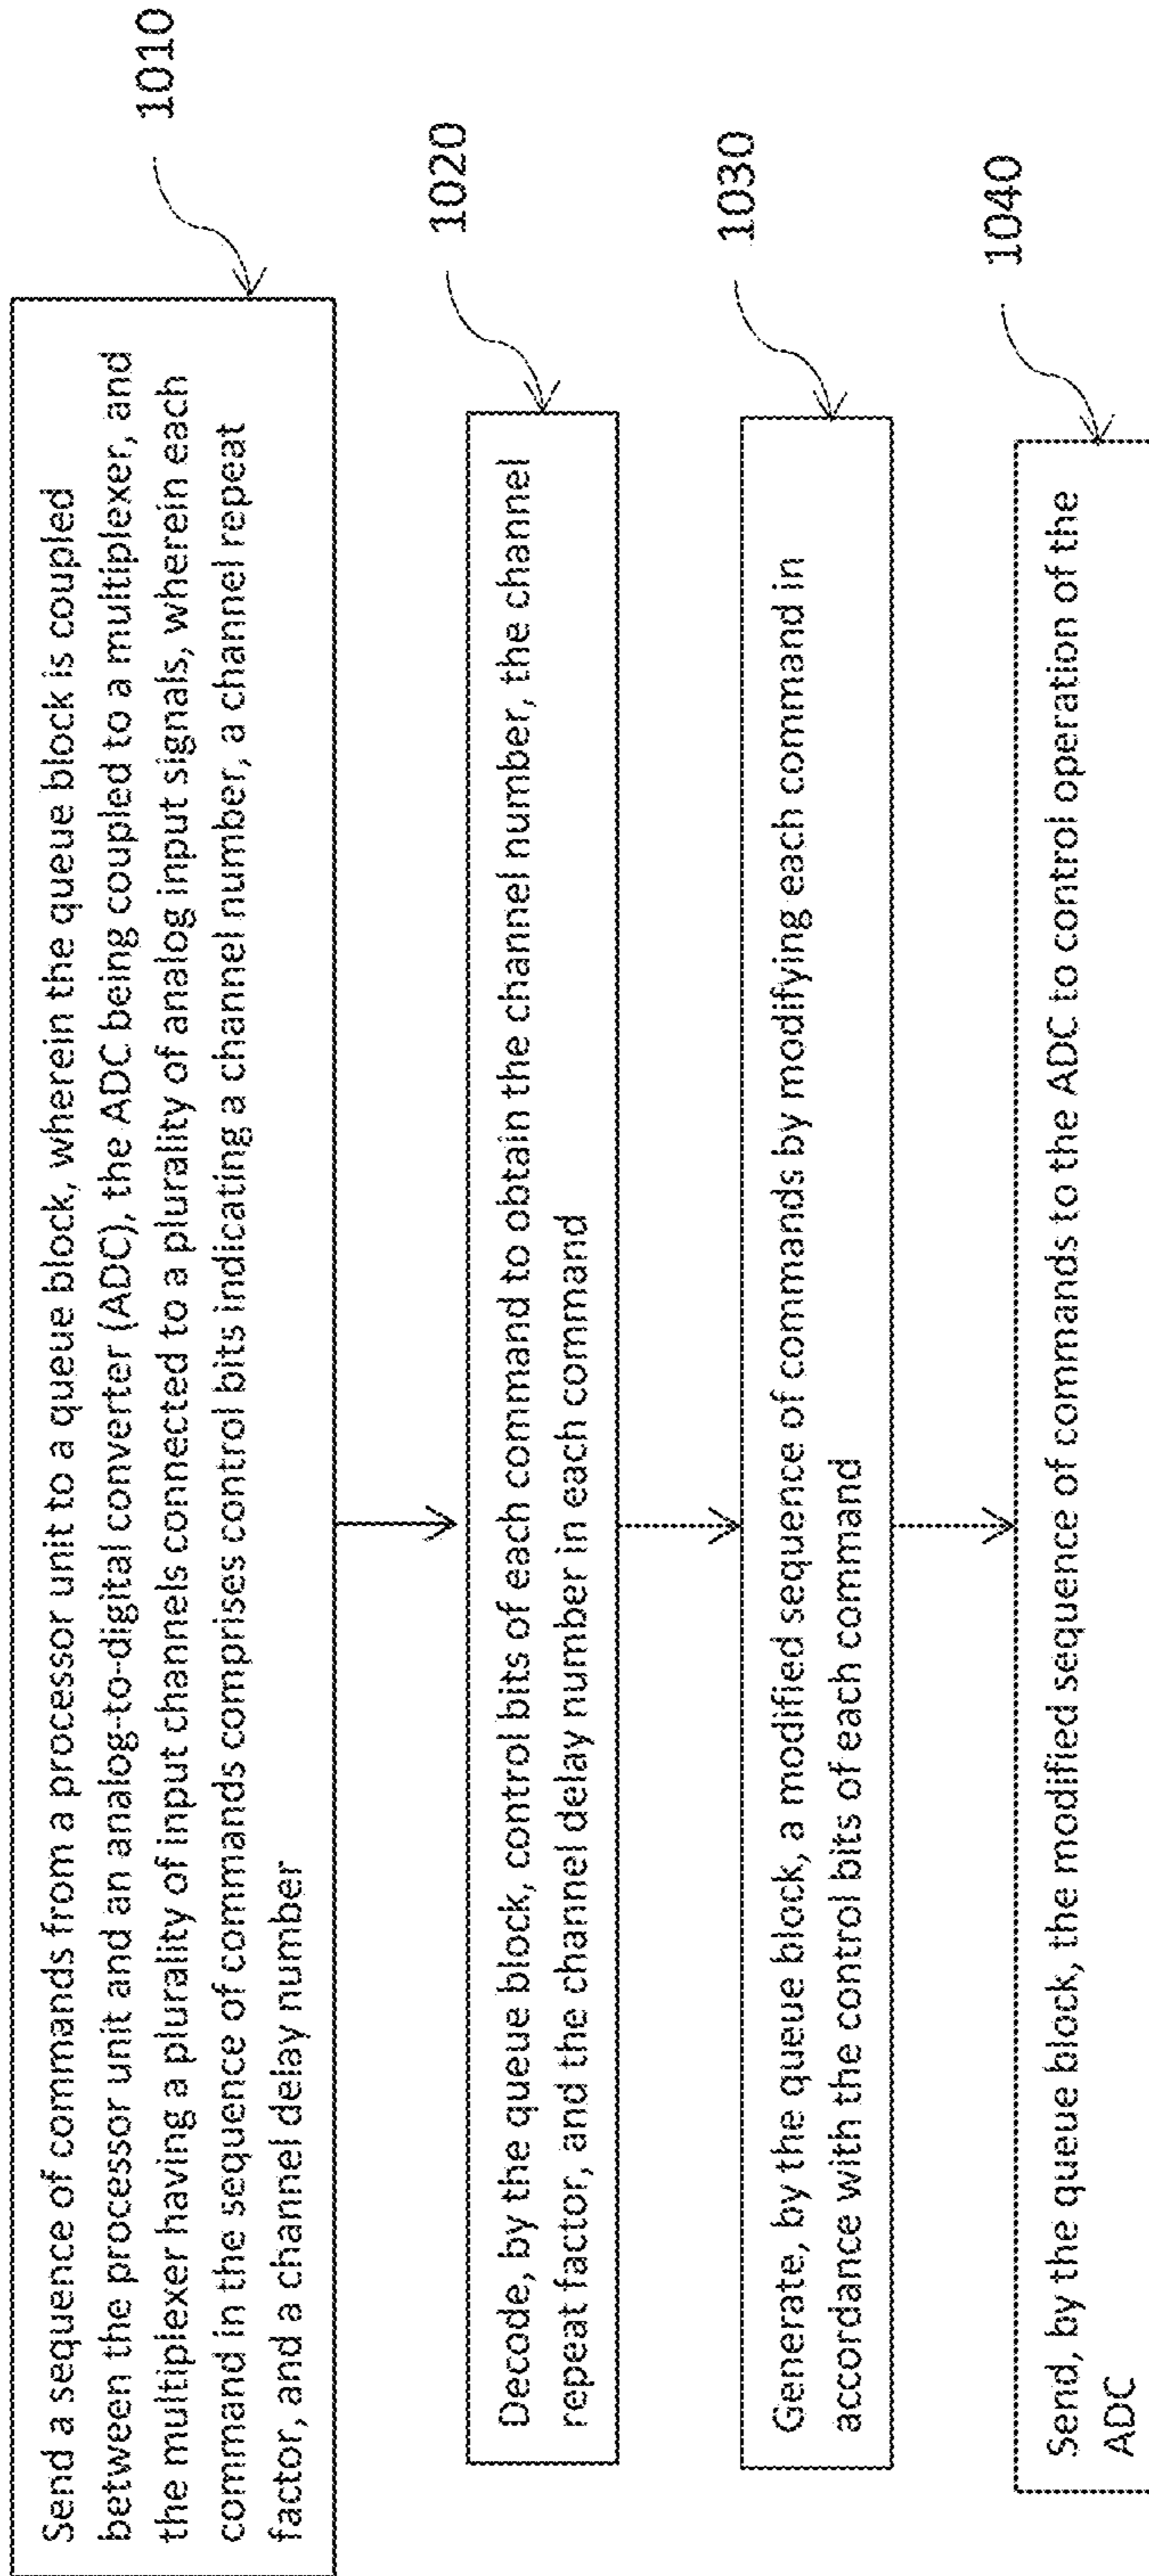 Send a sequence of commands from a processor unit to a queue block, wherein the queue block is coupled
between the processor unit and an analog-to-digital converter (ADC), the ADC being coupled to a multiplexer, and
the multiplexer having a plurality of input channels connected to a plurality of analog input signals, wherein each
command in the sequence of commands comprises control bits indicating a channel number, a channel repeat
factor, and a channel delay number
1010
Decode, by the queue block, control bits of each command to obtain the channel number, the channel
repeat factor, and the channel delay number in each command
1020
Generate, by the queue block, a modified sequence of commands by modifying each command in
accordance with the control bits of each command
1030
Send, by the queue block, the modified sequence of commands to the ADC to control operation of the
ADC
1040